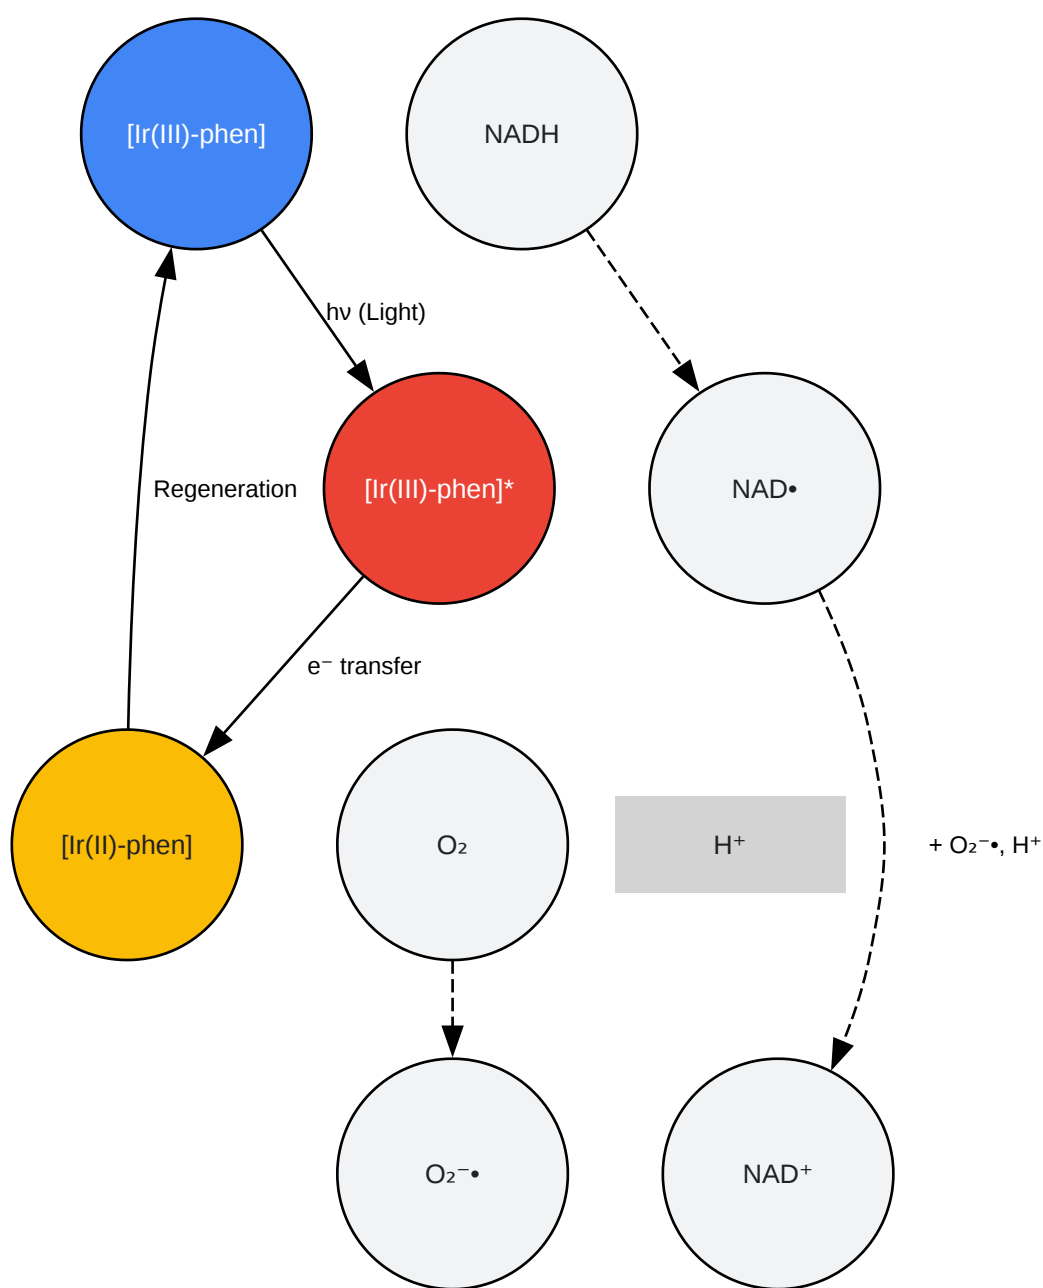 [Ir(III)-phen]
NADH
hν (Light)
Regeneration
[Ir(III)-phen]*
NAD•
e⁻ transfer
[Ir(II)-phen]
O₂
H⁺
+ O₂⁻•, H⁺
O₂⁻•
NAD⁺